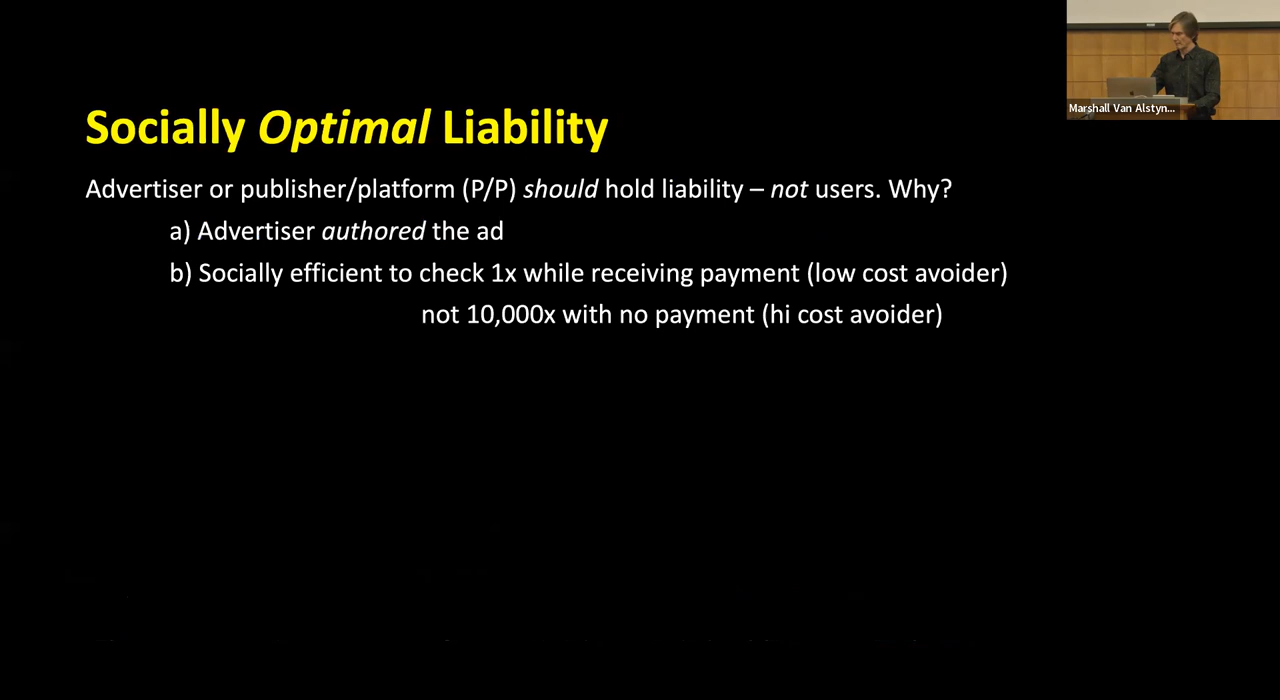 Marshall Van Alstyn...
Socially Optimal Liability
Advertiser or publisher/platform (P/P) should hold liability – not users. Why?
a) Advertiser authored the ad
b) Socially efficient to check 1x while receiving payment (low cost avoider)
not 10,000x with no payment (hi cost avoider)